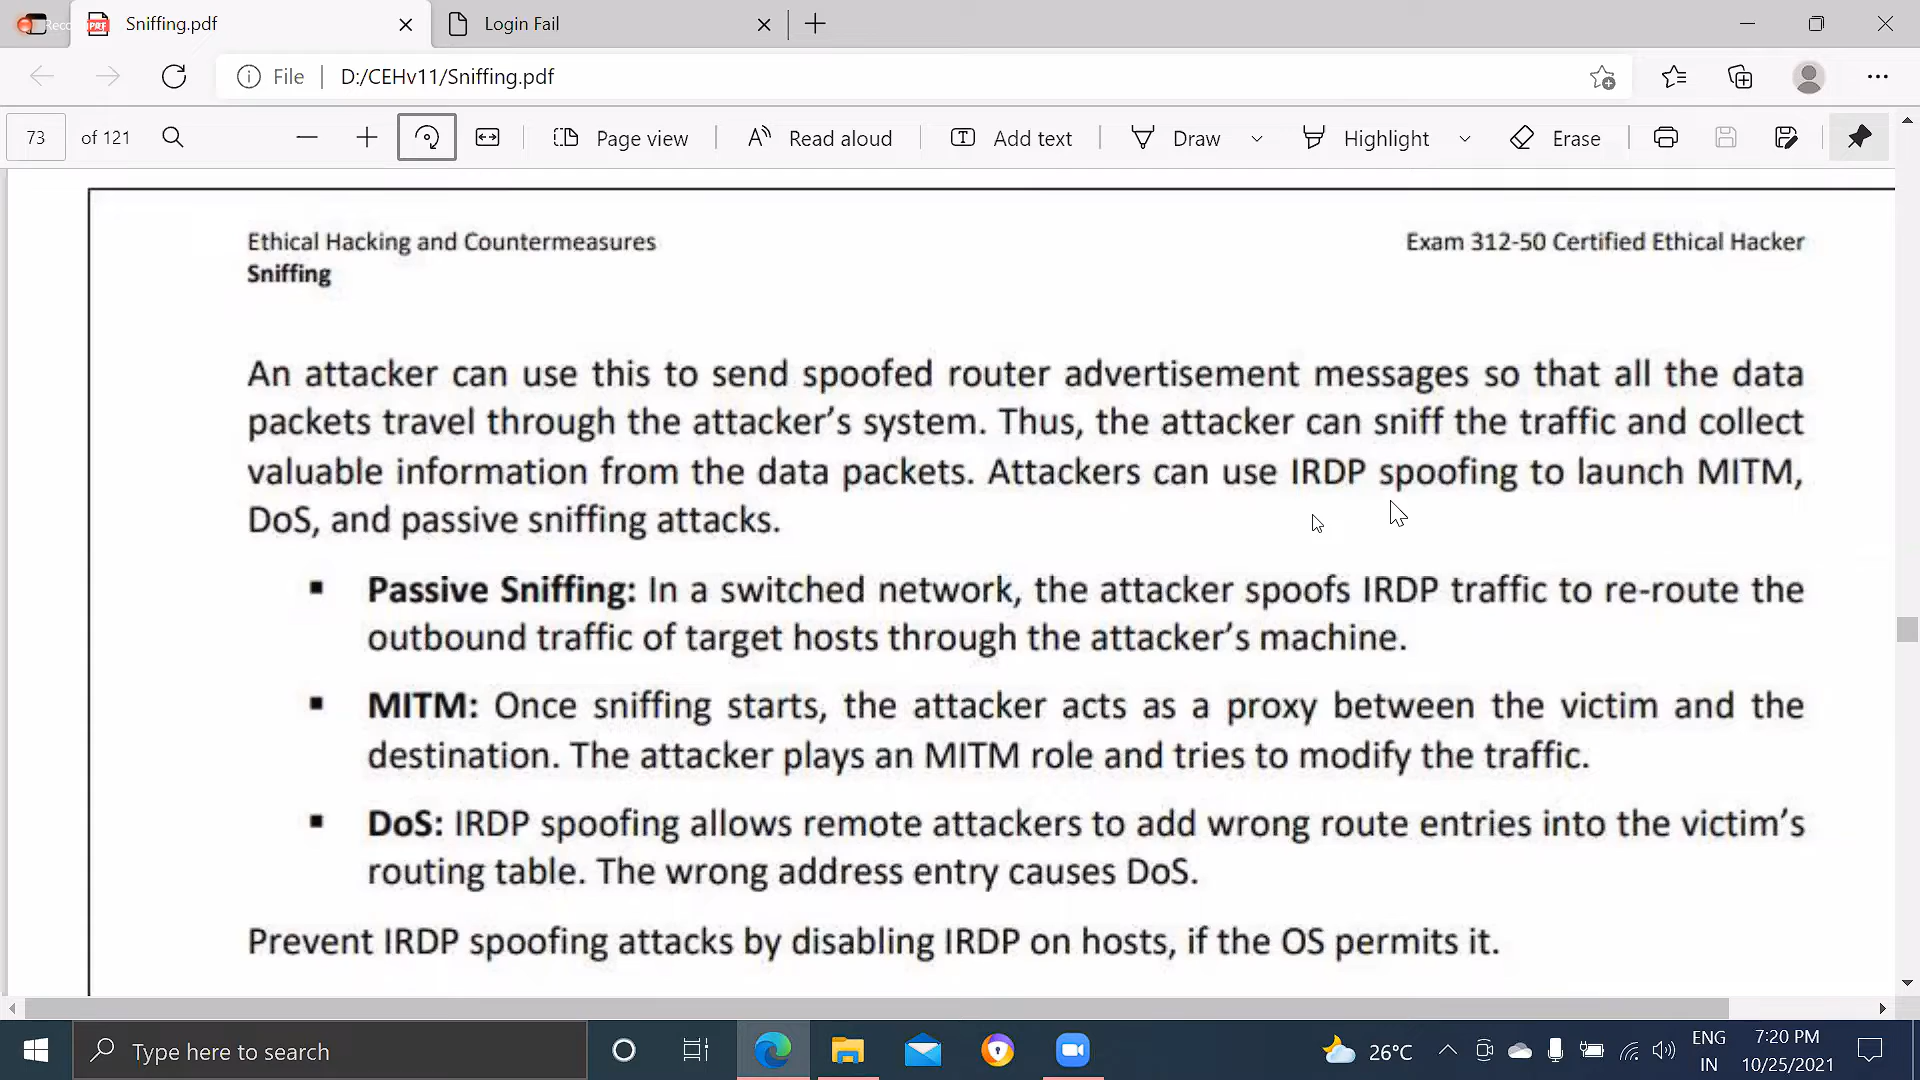 Sniffing.pdf
Login Fail
File
D:/CEHv11/Sniffing.pdf
73 of 121
Page view
Read aloud
Add text
Draw
Highlight
Erase
Ethical Hacking and Countermeasures
Exam 312-50 Certified Ethical Hacker
Sniffing
An attacker can use this to send spoofed router advertisement messages so that all the data
packets travel through the attacker's system. Thus, the attacker can sniff the traffic and collect
valuable information from the data packets. Attackers can use IRDP spoofing to launch MITM,
DoS, and passive sniffing attacks.
▪ Passive Sniffing: In a switched network, the attacker spoofs IRDP traffic to re-route the
outbound traffic of target hosts through the attacker's machine.
▪ MITM: Once sniffing starts, the attacker acts as a proxy between the victim and the
destination. The attacker plays an MITM role and tries to modify the traffic.
▪ DoS: IRDP spoofing allows remote attackers to add wrong route entries into the victim's
routing table. The wrong address entry causes DoS.
Prevent IRDP spoofing attacks by disabling IRDP on hosts, if the OS permits it.
Type here to search
26°C
ENG
IN
7:20 PM
10/25/2021